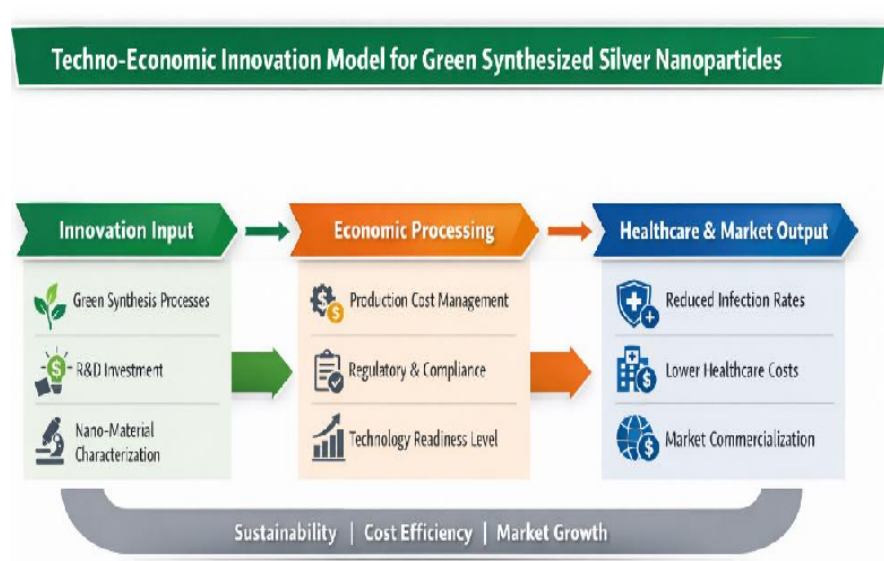 Techno-Economic Innovation Model for Green Synthesized Silver Nanoparticles
Innovation Input
Green Synthesis Processes
R&D Investment
Nano-Material
Characterization
Economic Processing
Production Cost Management
Regulatory & Compliance
Technology Readiness Level
Healthcare & Market Output
Reduced Infection Rates
Lower Healthcare Costs
Market Commercialization
Sustainability | Cost Efficiency | Market Growth